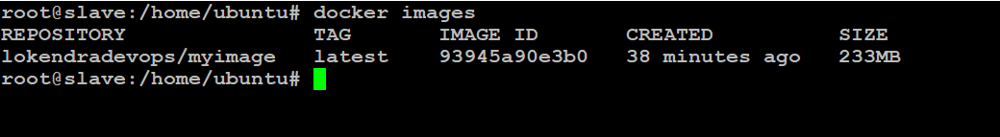 root@slave:/home/ubuntu# docker images
REPOSITORY TAG IMAGE ID CREATED SIZE
lokendradevops/myimage latest 93945a90e3b0 38 minutes ago 233MB
root@slave:/home/ubuntu#